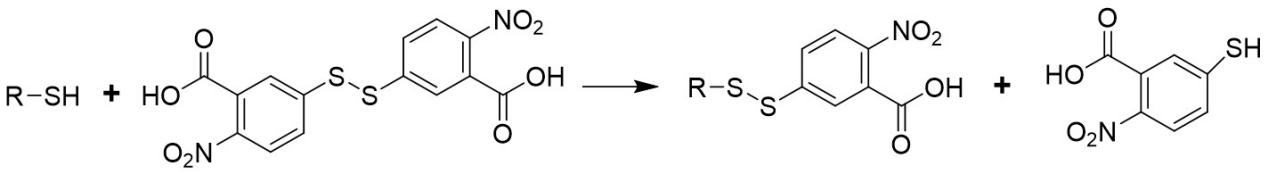 R-SH + HO O O₂N S S NO₂ OH O → R-S S NO₂ OH O + HO O O₂N SH